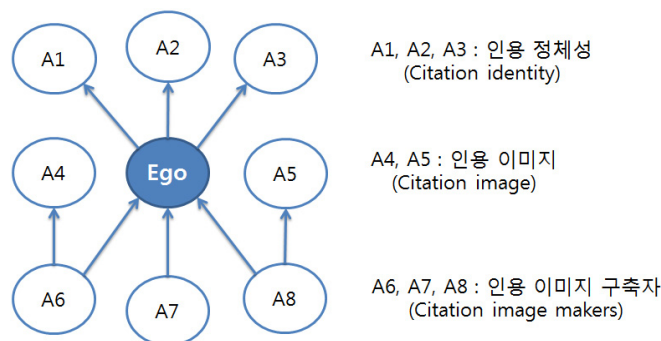 A1
A2
A3
A1, A2, A3 : 인용 정체성
(Citation identity)
A4
Ego
A5
A4, A5 : 인용 이미지
(Citation image)
A6
A7
A8
A6, A7, A8 : 인용 이미지 구축자
(Citation image makers)